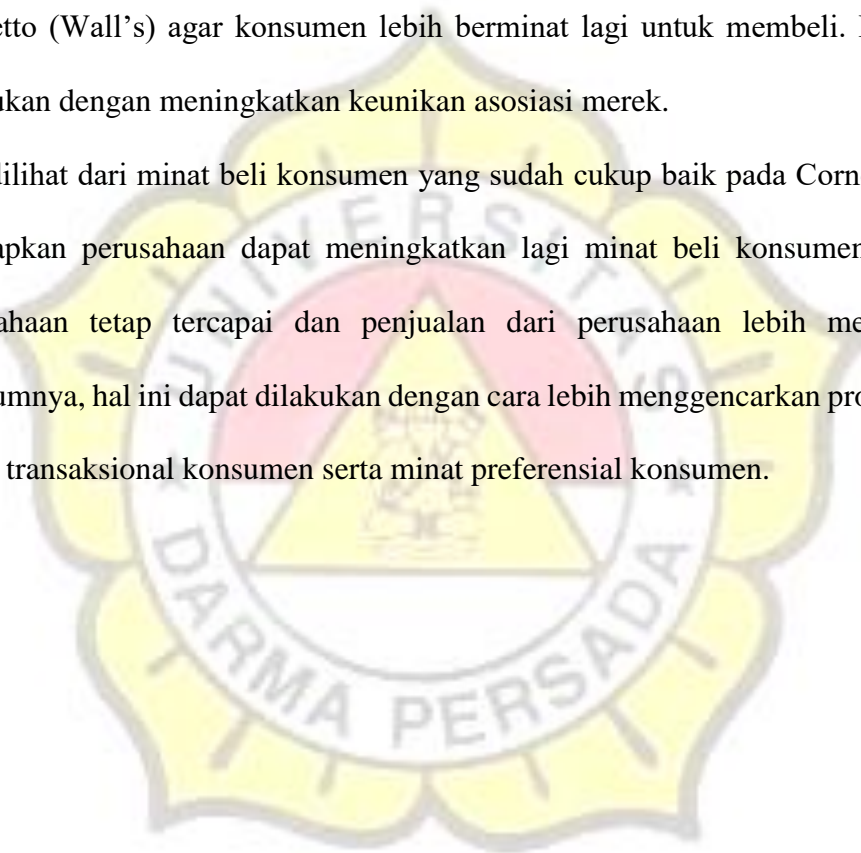 etto (Wall’s) agar konsumen lebih berminat lagi untuk membeli.
ukan dengan meningkatkan keunikan asosiasi merek.
dilihat dari minat beli konsumen yang sudah cukup baik pada Corn
apkan perusahaan dapat meningkatkan lagi minat beli konsumen
ahaan tetap tercapai dan penjualan dari perusahaan lebih me
umnya, hal ini dapat dilakukan dengan cara lebih menggencarkan pro
transaksional konsumen serta minat preferensial konsumen.
UNIVERSITAS
DARMA PERSADA